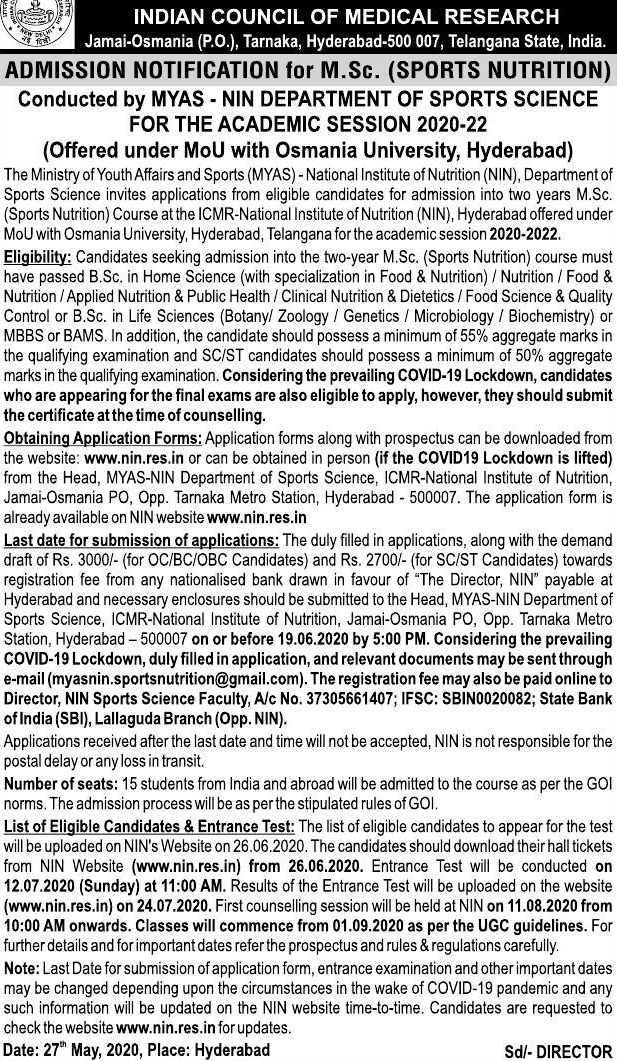 INDIAN COUNCIL OF MEDICAL RESEARCH
Jamai-Osmania (P.O.), Tarnaka, Hyderabad-500 007, Telangana State, India.
ADMISSION NOTIFICATION for M.Sc. (SPORTS NUTRITION)
Conducted by MYAS - NIN DEPARTMENT OF SPORTS SCIENCE
FOR THE ACADEMIC SESSION 2020-22
(Offered under MoU with Osmania University, Hyderabad)
The Ministry of Youth Affairs and Sports (MYAS) - National Institute of Nutrition (NIN), Department of
Sports Science invites applications from eligible candidates for admission into two years M.Sc.
(Sports Nutrition) Course at the ICMR-National Institute of Nutrition (NIN), Hyderabad offered under
MoU with Osmania University, Hyderabad, Telangana for the academic session 2020-2022.
Eligibility: Candidates seeking admission into the two-year M.Sc. (Sports Nutrition) course must
have passed B.Sc. in Home Science (with specialization in Food & Nutrition) / Nutrition / Food &
Nutrition / Applied Nutrition & Public Health / Clinical Nutrition & Dietetics / Food Science & Quality
Control or B.Sc. in Life Sciences (Botany/ Zoology / Genetics / Microbiology / Biochemistry) or
MBBS or BAMS. In addition, the candidate should possess a minimum of 55% aggregate marks in
the qualifying examination and SC/ST candidates should possess a minimum of 50% aggregate
marks in the qualifying examination. Considering the prevailing COVID-19 Lockdown, candidates
who are appearing for the final exams are also eligible to apply, however, they should submit
the certificate at the time of counselling.
Obtaining Application Forms: Application forms along with prospectus can be downloaded from
the website: www.nin.res.in or can be obtained in person (if the COVID19 Lockdown is lifted)
from the Head, MYAS-NIN Department of Sports Science, ICMR-National Institute of Nutrition,
Jamai-Osmania PO, Opp. Tarnaka Metro Station, Hyderabad - 500007. The application form is
already available on NIN website www.nin.res.in
Last date for submission of applications: The duly filled in applications, along with the demand
draft of Rs. 3000/- (for OC/BC/OBC Candidates) and Rs. 2700/- (for SC/ST Candidates) towards
registration fee from any nationalised bank drawn in favour of “The Director, NIN” payable at
Hyderabad and necessary enclosures should be submitted to the Head, MYAS-NIN Department of
Sports Science, ICMR-National Institute of Nutrition, Jamai-Osmania PO, Opp. Tarnaka Metro
Station, Hyderabad – 500007 on or before 19.06.2020 by 5:00 PM. Considering the prevailing
COVID-19 Lockdown, duly filled in application, and relevant documents may be sent through
e-mail (myasnin.sportsnutrition@gmail.com). The registration fee may also be paid online to
Director, NIN Sports Science Faculty, A/c No. 37305661407; IFSC: SBIN0020082; State Bank
of India (SBI), Lallaguda Branch (Opp. NIN).
Applications received after the last date and time will not be accepted, NIN is not responsible for the
postal delay or any loss in transit.
Number of seats: 15 students from India and abroad will be admitted to the course as per the GOI
norms. The admission process will be as per the stipulated rules of GOI.
List of Eligible Candidates & Entrance Test: The list of eligible candidates to appear for the test
will be uploaded on NIN's Website on 26.06.2020. The candidates should download their hall tickets
from NIN Website (www.nin.res.in) from 26.06.2020. Entrance Test will be conducted on
12.07.2020 (Sunday) at 11:00 AM. Results of the Entrance Test will be uploaded on the website
(www.nin.res.in) on 24.07.2020. First counselling session will be held at NIN on 11.08.2020 from
10:00 AM onwards. Classes will commence from 01.09.2020 as per the UGC guidelines. For
further details and for important dates refer the prospectus and rules & regulations carefully.
Note: Last Date for submission of application form, entrance examination and other important dates
may be changed depending upon the circumstances in the wake of COVID-19 pandemic and any
such information will be updated on the NIN website time-to-time. Candidates are requested to
check the website www.nin.res.in for updates.
Date: 27th May, 2020, Place: Hyderabad Sd/- DIRECTOR